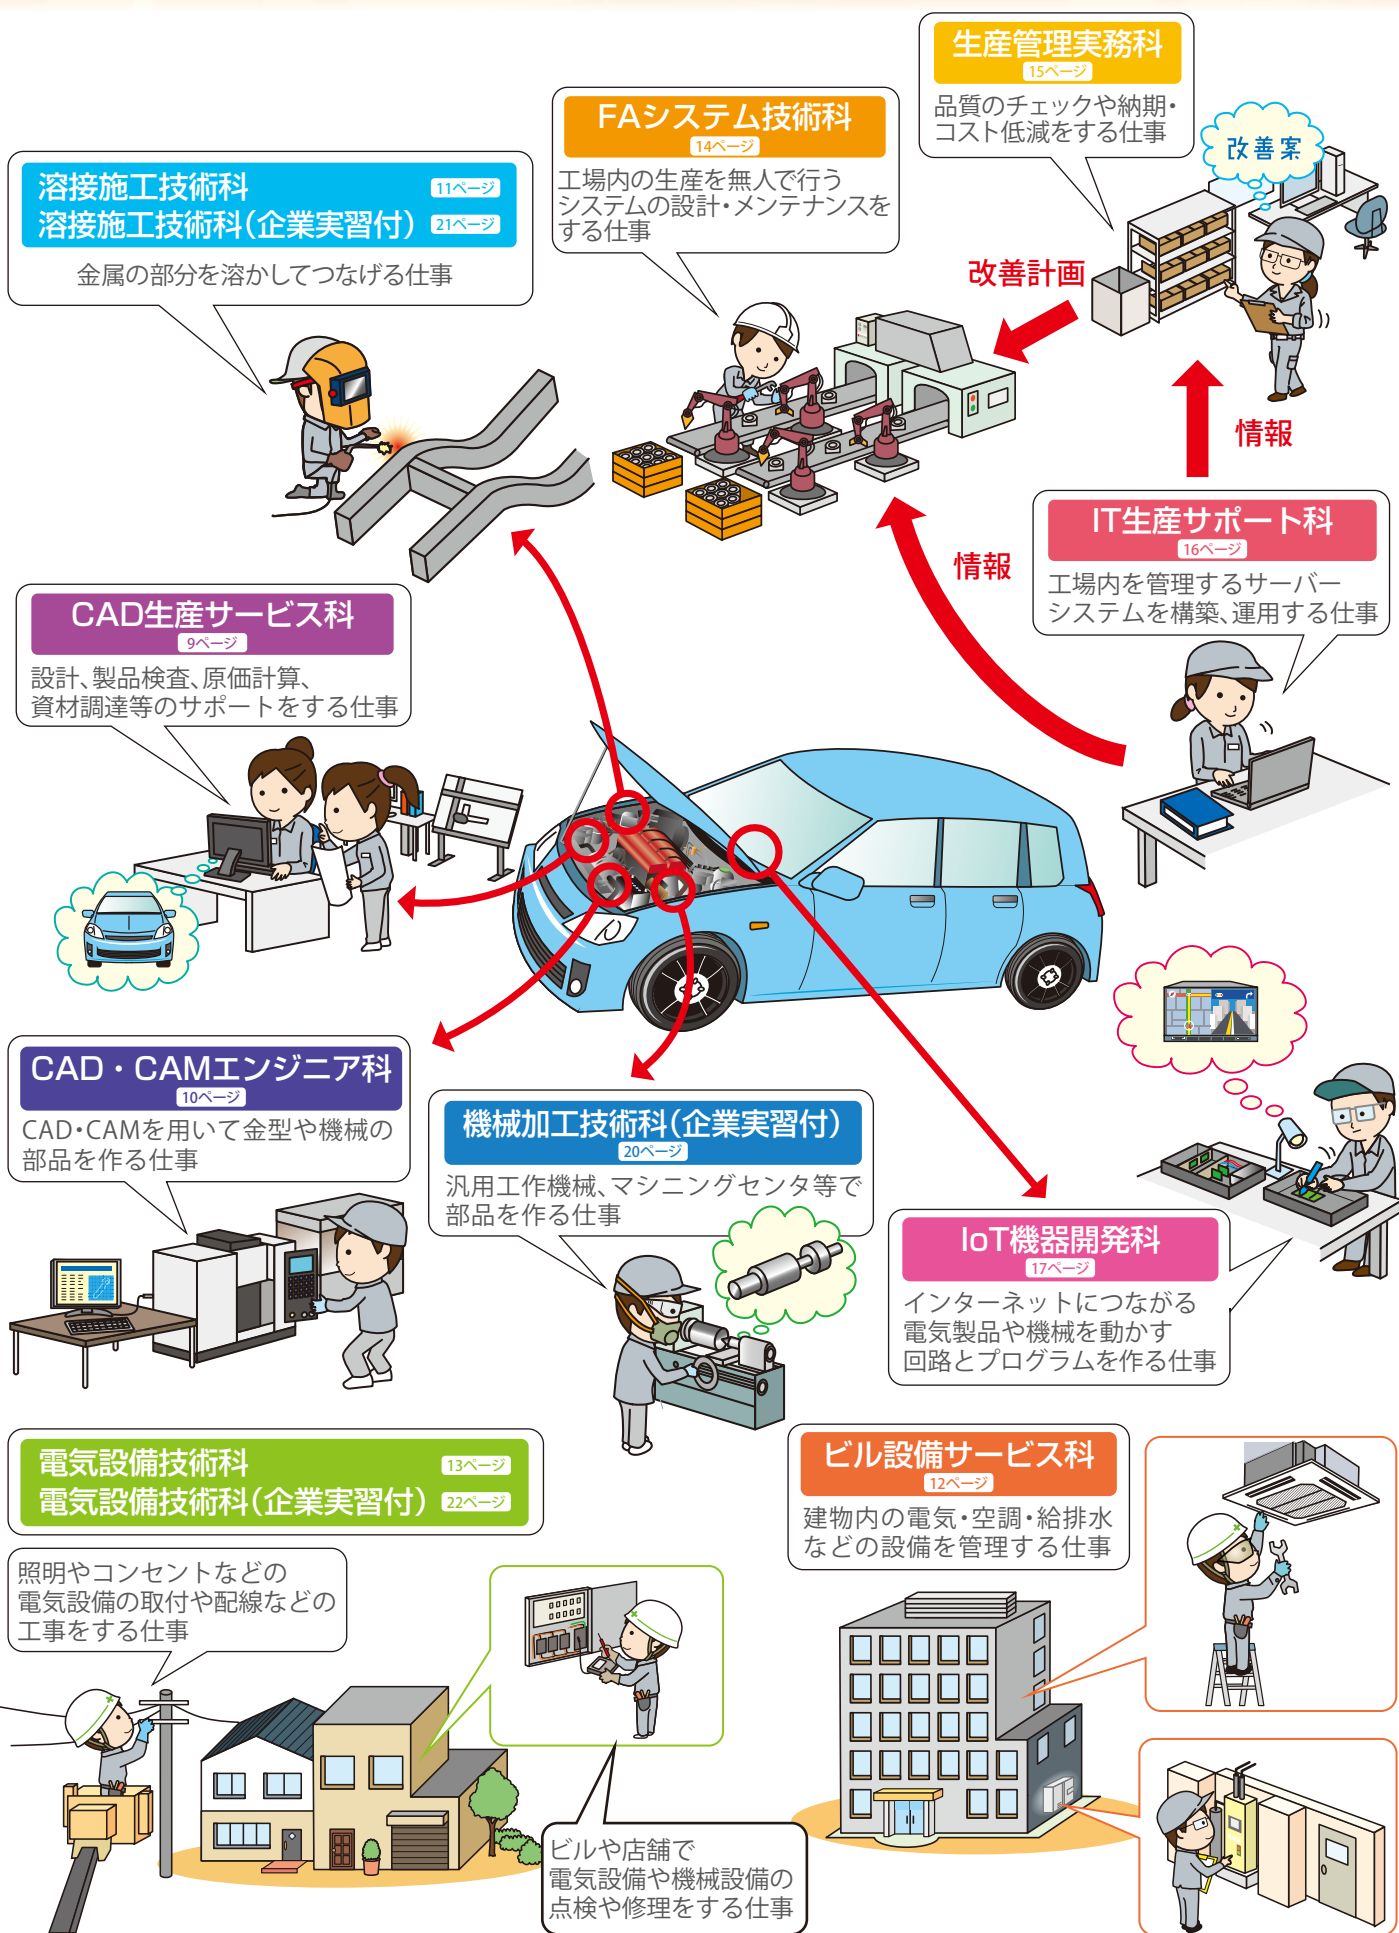 生産管理実務科
15ページ
品質のチェックや納期・
コスト低減をする仕事
改善案
FAシステム技術科
14ページ
工場内の生産を無人で行う
システムの設計・メンテナンスを
する仕事
溶接施工技術科 11ページ
溶接施工技術科(企業実習付) 21ページ
金属の部分を溶かしてつなげる仕事
改善計画
情報
IT生産サポート科
16ページ
工場内を管理するサーバー
システムを構築、運用する仕事
情報
CAD生産サービス科
9ページ
設計、製品検査、原価計算、
資材調達等のサポートをする仕事
CAD・CAMエンジニア科
10ページ
CAD・CAMを用いて金型や機械の
部品を作る仕事
機械加工技術科(企業実習付)
20ページ
汎用工作機械、マシニングセンタ等で
部品を作る仕事
IoT機器開発科
17ページ
インターネットにつながる
電気製品や機械を動かす
回路とプログラムを作る仕事
電気設備技術科 13ページ
電気設備技術科(企業実習付) 22ページ
照明やコンセントなどの
電気設備の取付や配線などの
工事をする仕事
ビルや店舗で
電気設備や機械設備の
点検や修理をする仕事
ビル設備サービス科
12ページ
建物内の電気・空調・給排水
などの設備を管理する仕事